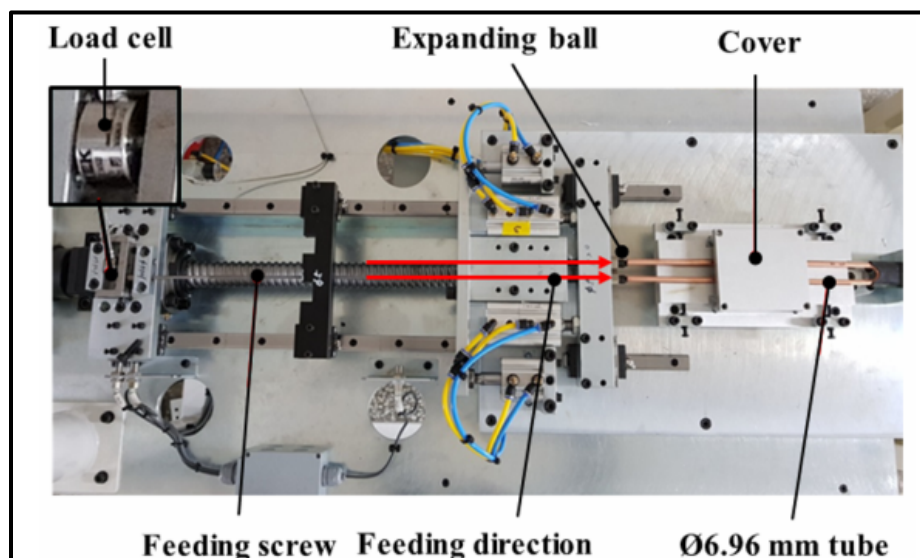 Load cell
Expanding ball
Cover
Feeding screw
Feeding direction
Ø6.96 mm tube